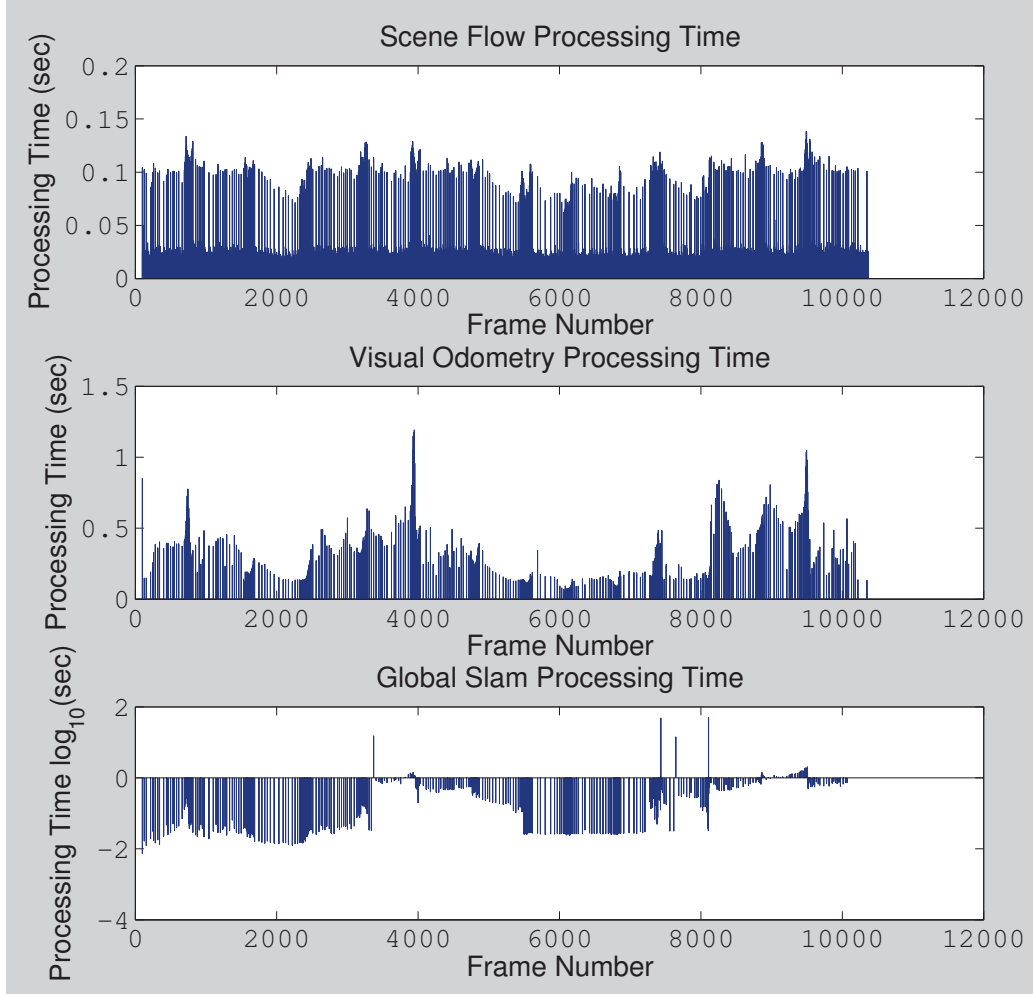 Scene Flow Processing Time
Processing Time (sec)
0.2
0.15
0.1
0.05
0
0 2000 4000 6000 8000 10000 12000
Frame Number
Visual Odometry Processing Time
Processing Time (sec)
1.5
1
0.5
0
0 2000 4000 6000 8000 10000 12000
Frame Number
Global Slam Processing Time
Processing Time log10(sec)
2
0
−2
−4
0 2000 4000 6000 8000 10000 12000
Frame Number